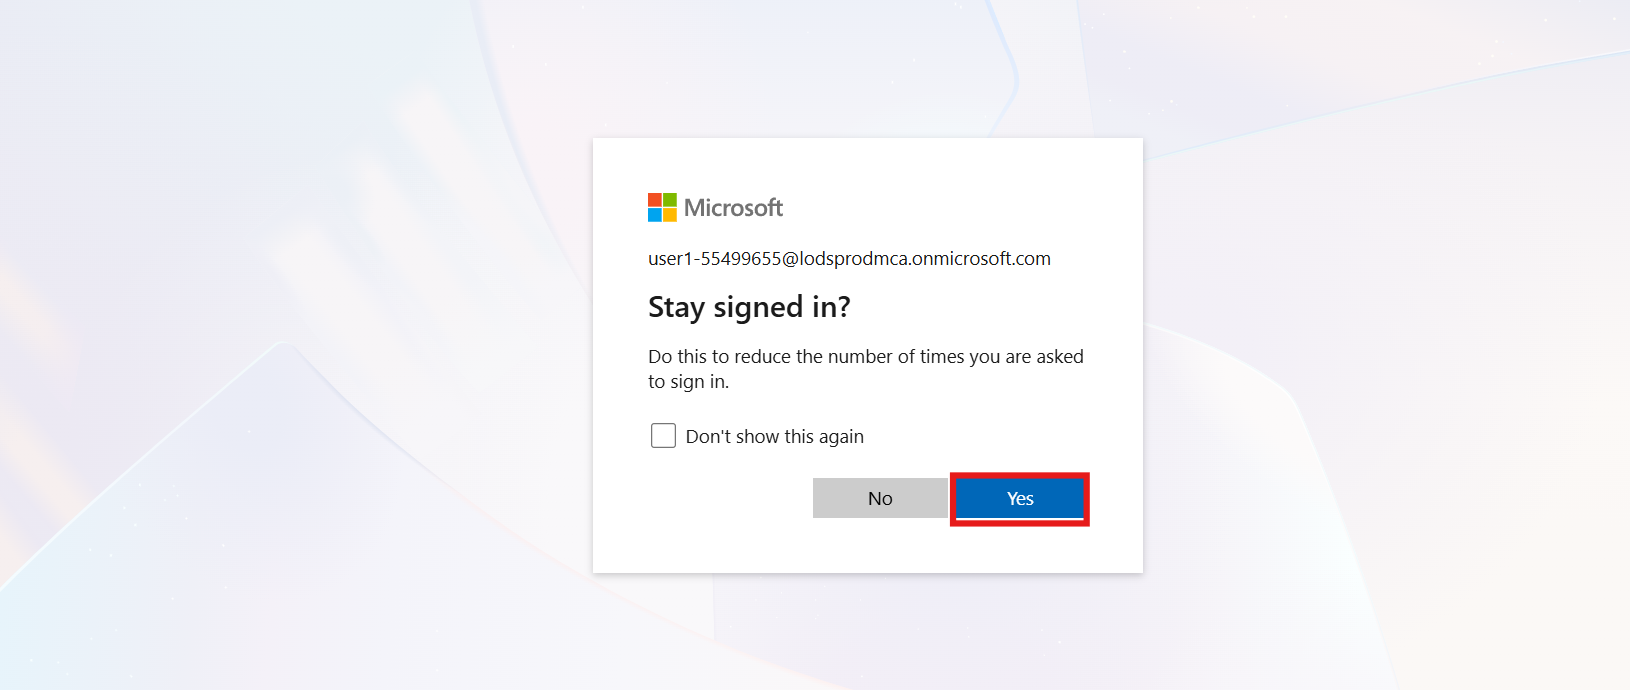 Microsoft
user1-55499655@lodsprodmca.onmicrosoft.com
Stay signed in?
Do this to reduce the number of times you are asked
to sign in.
Don't show this again
No
Yes